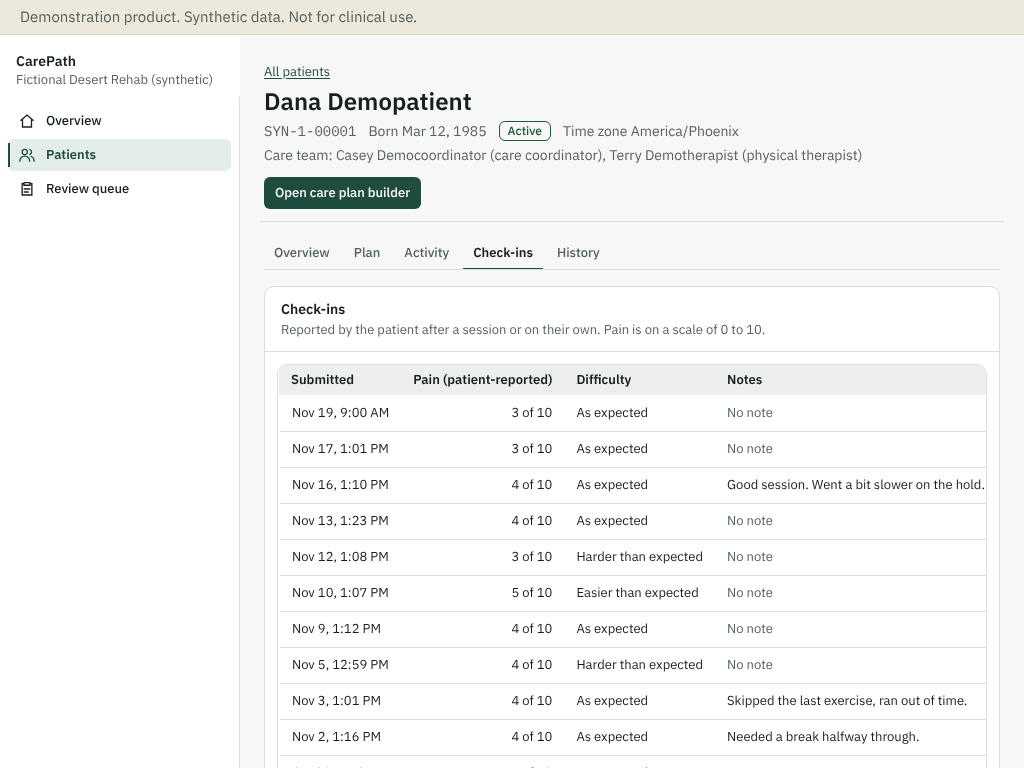 Demonstration product. Synthetic data. Not for clinical use.
CarePath
Fictional Desert Rehab (synthetic)
Overview
Patients
Review queue
All patients
Dana Demopatient
SYN-1-00001 Born Mar 12, 1985 Active Time zone America/Phoenix
Care team: Casey Democoordinator (care coordinator), Terry Demotherapist (physical therapist)
Open care plan builder
Overview Plan Activity Check-ins History
Check-ins
Reported by the patient after a session or on their own. Pain is on a scale of 0 to 10.
Submitted Pain (patient-reported) Difficulty Notes
Nov 19, 9:00 AM 3 of 10 As expected No note
Nov 17, 1:01 PM 3 of 10 As expected No note
Nov 16, 1:10 PM 4 of 10 As expected Good session. Went a bit slower on the hold.
Nov 13, 1:23 PM 4 of 10 As expected No note
Nov 12, 1:08 PM 3 of 10 Harder than expected No note
Nov 10, 1:07 PM 5 of 10 Easier than expected No note
Nov 9, 1:12 PM 4 of 10 As expected No note
Nov 5, 12:59 PM 4 of 10 Harder than expected No note
Nov 3, 1:01 PM 4 of 10 As expected Skipped the last exercise, ran out of time.
Nov 2, 1:16 PM 4 of 10 As expected Needed a break halfway through.